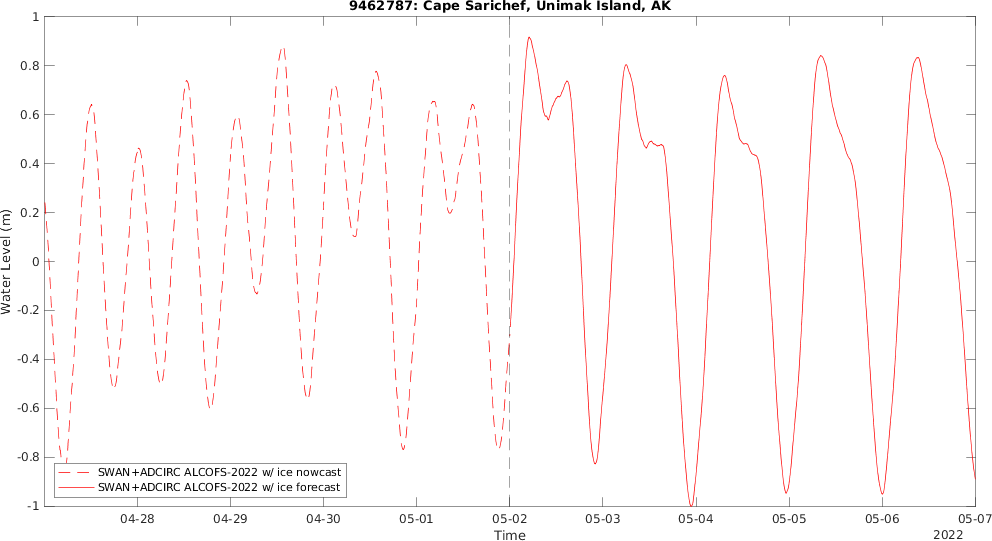 9462787: Cape Sarichef, Unimak Island, AK
1
0.8
0.6
0.4
0.2
0
-0.2
-0.4
-0.6
-0.8
-1
Water Level (m)
SWAN+ADCIRC ALCOFS-2022 w/ ice nowcast
SWAN+ADCIRC ALCOFS-2022 w/ ice forecast
04-28 04-29 04-30 05-01 05-02 05-03 05-04 05-05 05-06 05-07
Time
2022